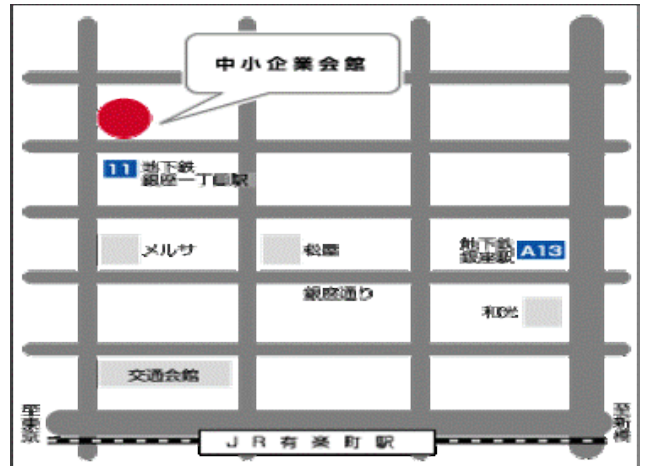 中小企業会館
11 地下鉄
銀座一丁目駅
メルサ
松屋
地下鉄
銀座駅 A13
銀座通り
和光
交通会館
至東京
至新橋
JR有楽町駅